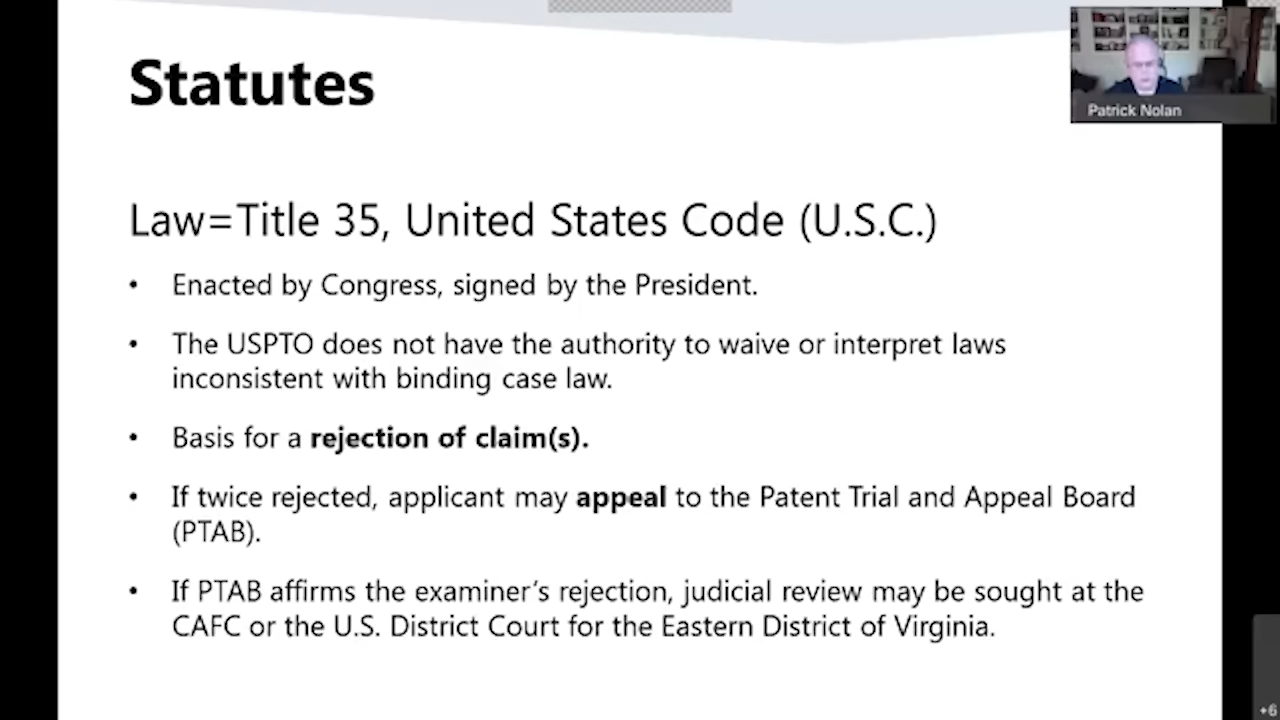 Statutes
Patrick Nolan
Law=Title 35, United States Code (U.S.C.)
• Enacted by Congress, signed by the President.
• The USPTO does not have the authority to waive or interpret laws
inconsistent with binding case law.
• Basis for a rejection of claim(s).
• If twice rejected, applicant may appeal to the Patent Trial and Appeal Board
(PTAB).
• If PTAB affirms the examiner's rejection, judicial review may be sought at the
CAFC or the U.S. District Court for the Eastern District of Virginia.
+6